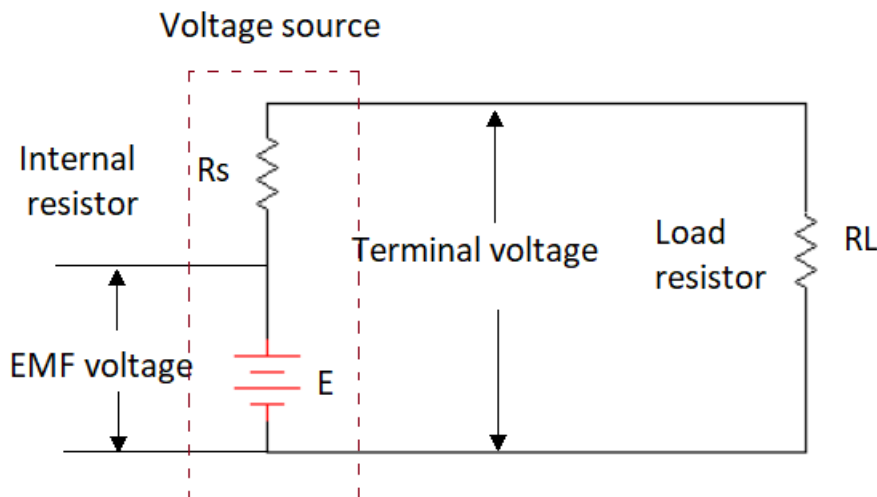 Voltage source
Internal
resistor
Rs
Terminal voltage
Load
resistor
RL
EMF voltage
E